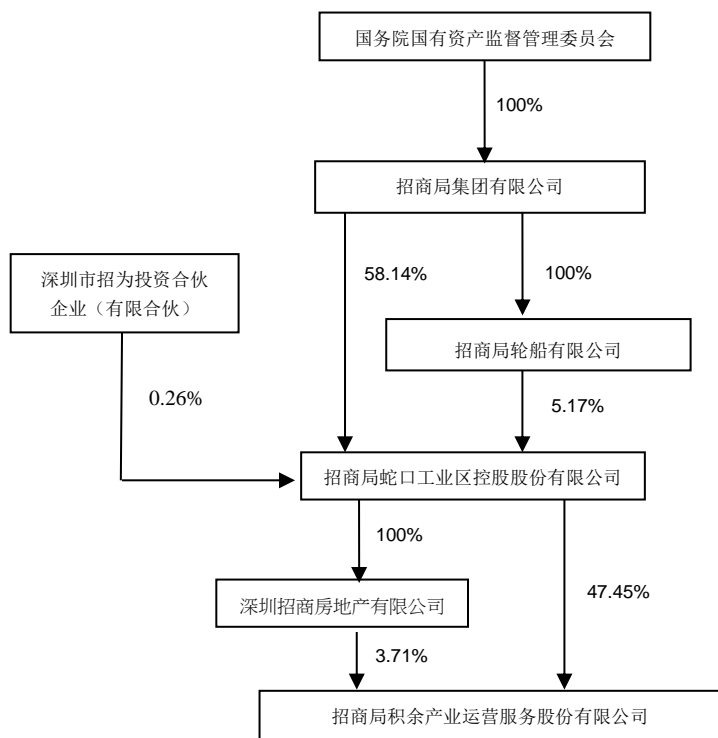 国务院国有资产监督管理委员会
100%
招商局集团有限公司
58.14%
100%
深圳市招为投资合伙
企业（有限合伙）
招商局轮船有限公司
0.26%
5.17%
招商局蛇口工业区控股股份有限公司
100%
47.45%
深圳招商房地产有限公司
3.71%
招商局积余产业运营服务股份有限公司